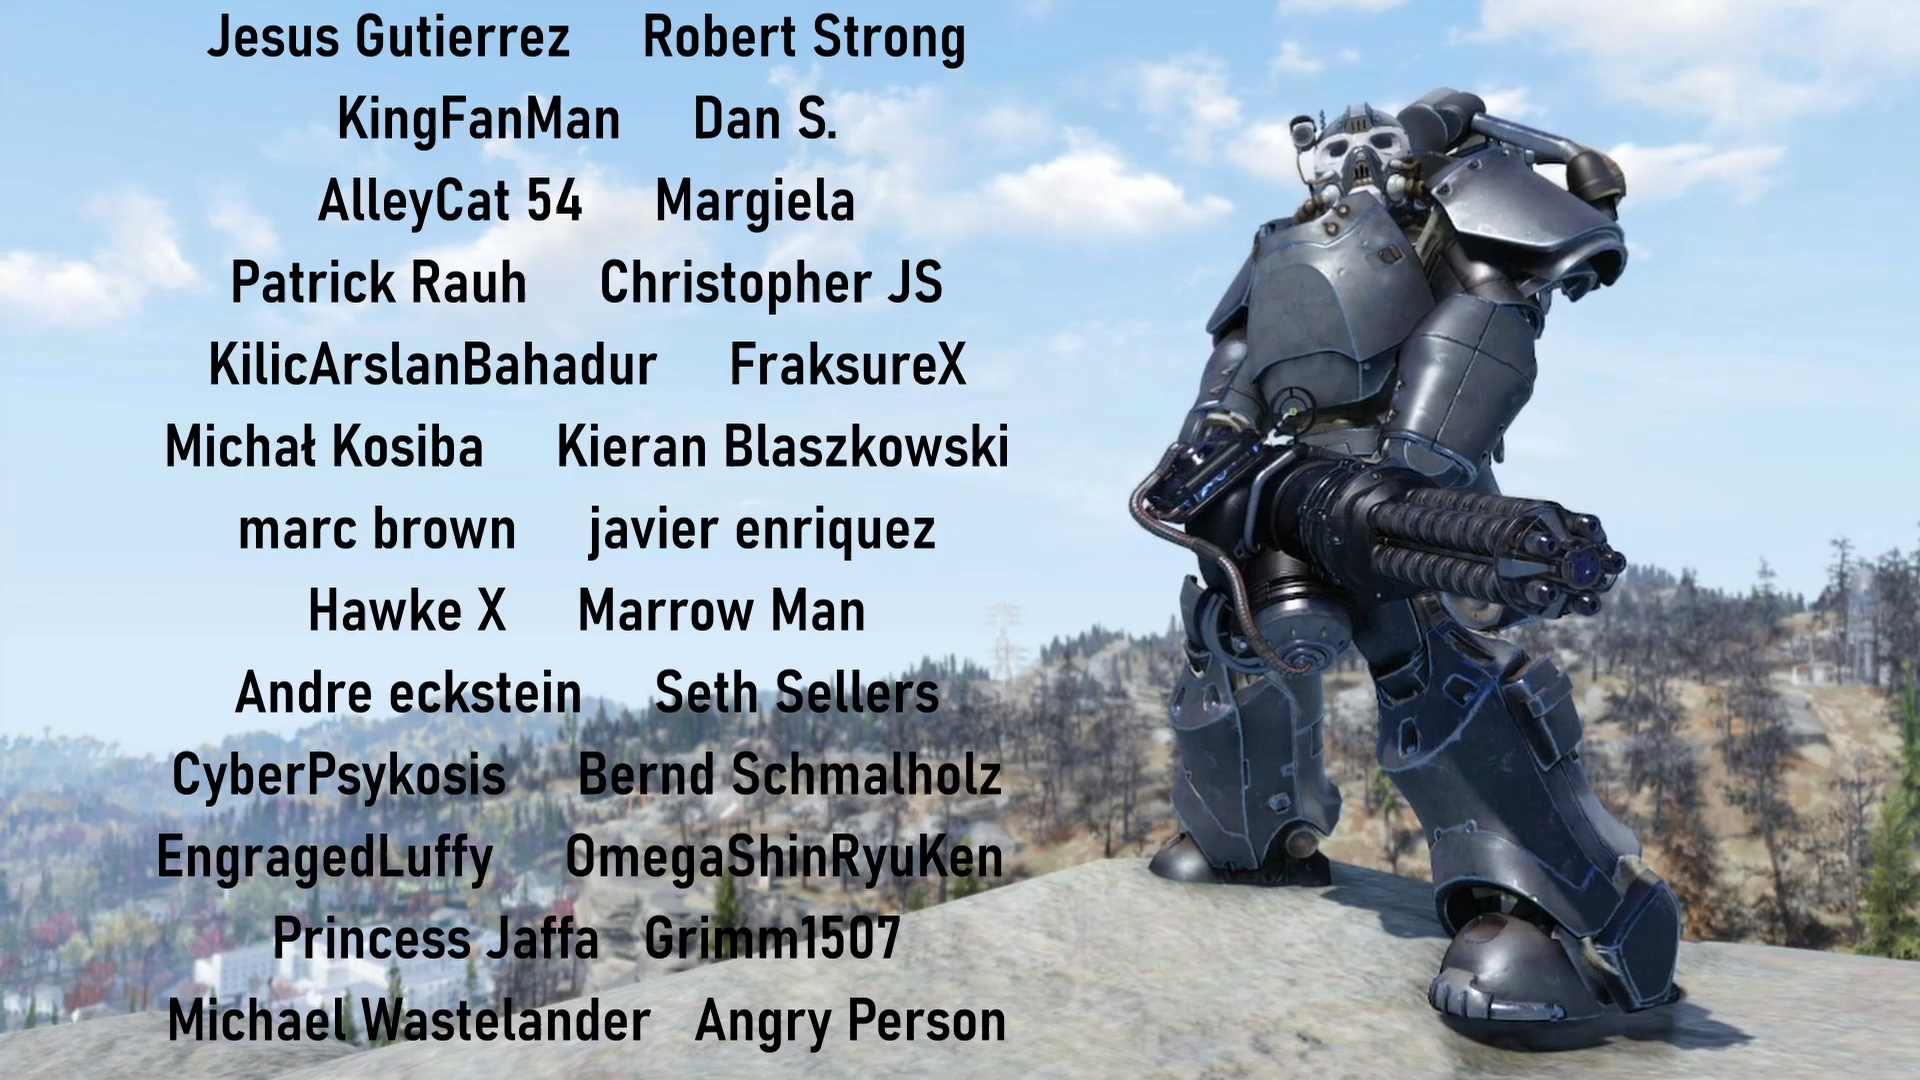 Jesus Gutierrez Robert Strong
KingFanMan Dan S.
AlleyCat 54 Margiela
Patrick Rauh Christopher JS
KilicArslanBahadur FraksureX
Michał Kosiba Kieran Blaszkowski
marc brown javier enriquez
Hawke X Marrow Man
Andre eckstein Seth Sellers
CyberPsykosis Bernd Schmalholz
EngragedLuffy OmegaShinRyuKen
Princess Jaffa Grimm1507
Michael Wastelander Angry Person